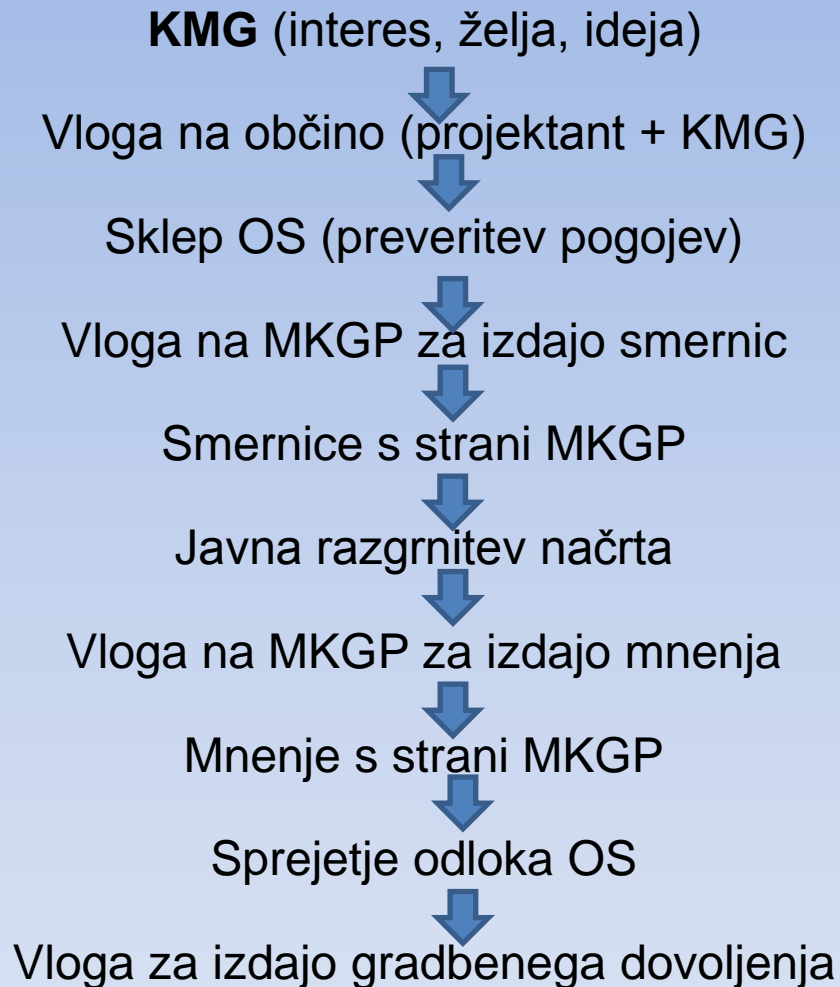 KMG (interes, želja, ideja)
Vloga na občino (projektant + KMG)
Sklep OS (preveritev pogojev)
Vloga na MKGP za izdajo smernic
Smernice s strani MKGP
Javna razgrnitev načrta
Vloga na MKGP za izdajo mnenja
Mnenje s strani MKGP
Sprejetje odloka OS
Vloga za izdajo gradbenega dovoljenja